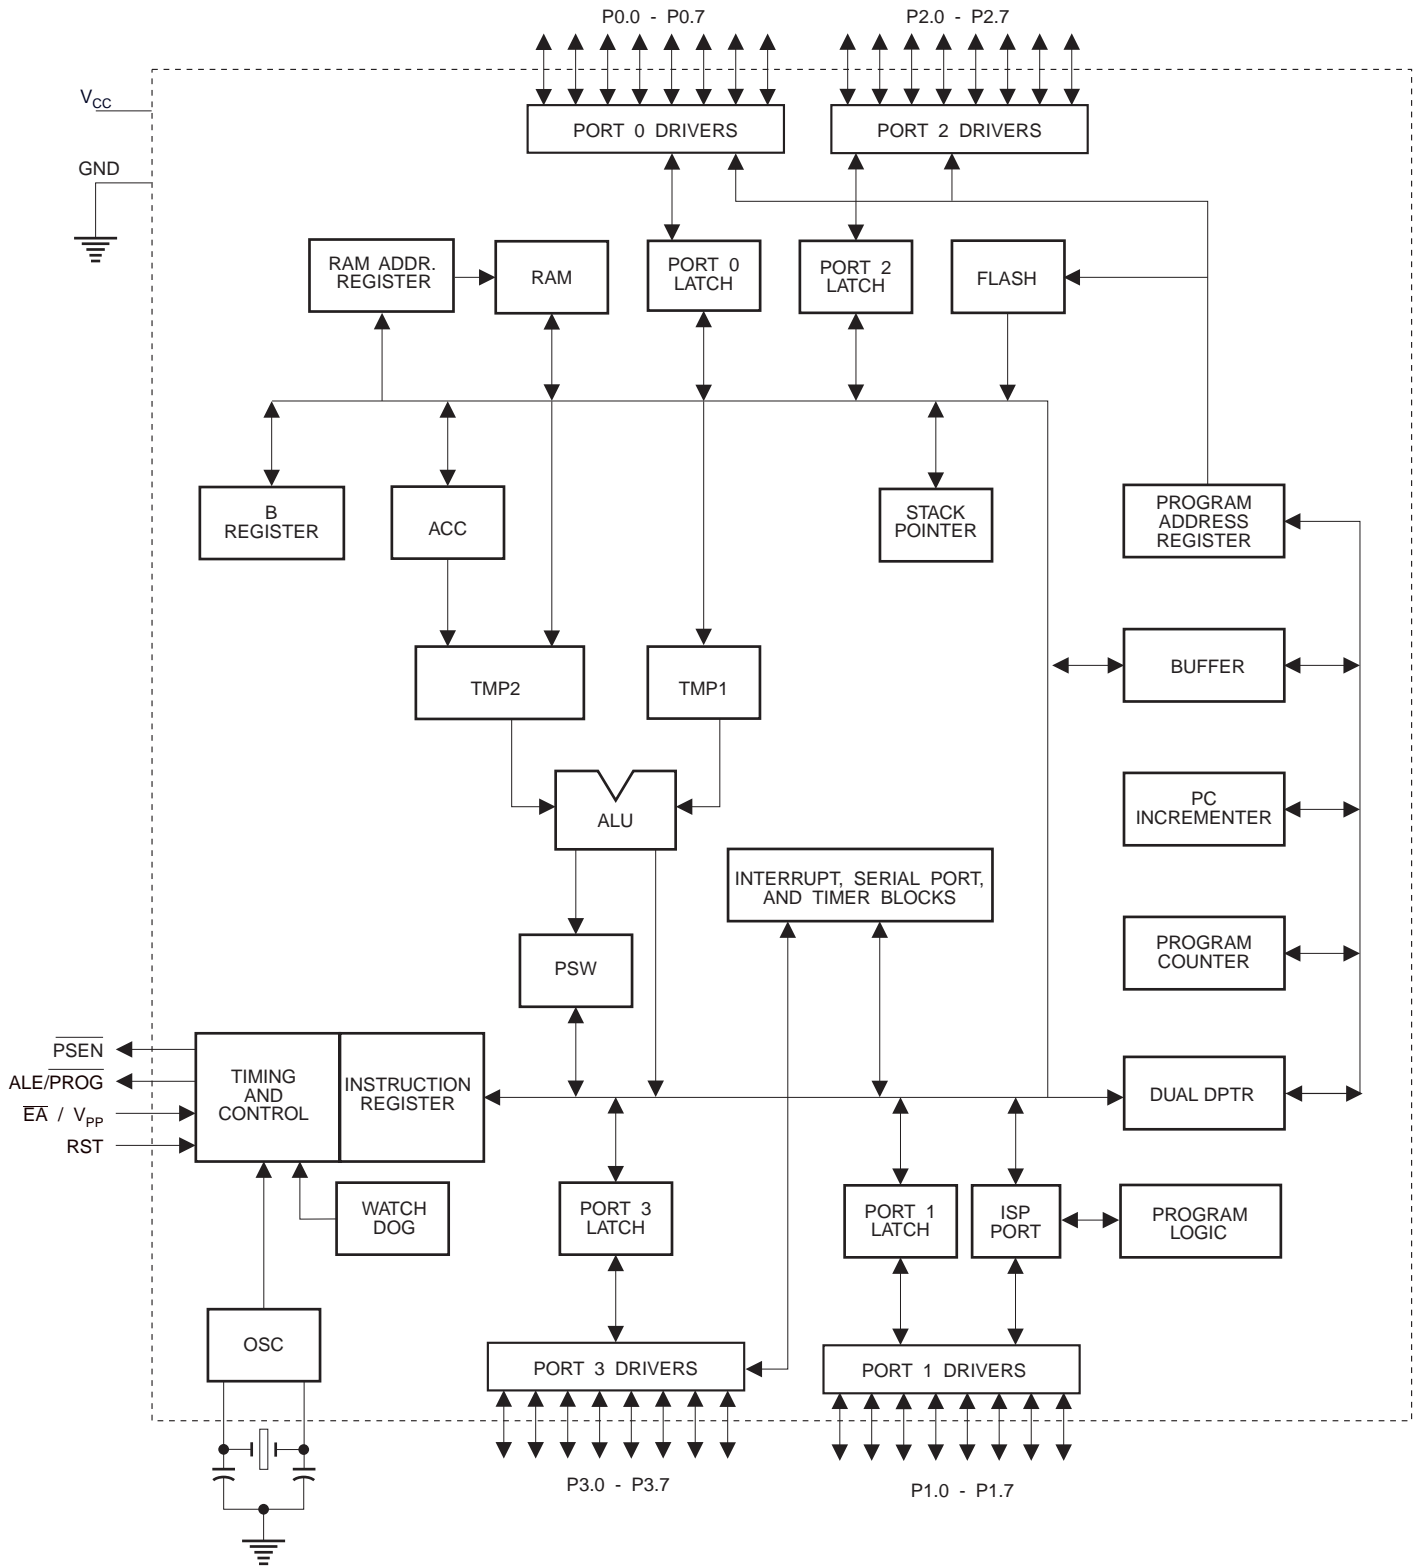 P0.0 - P0.7
P2.0 - P2.7
VCC
PORT 0 DRIVERS
PORT 2 DRIVERS
GND
RAM ADDR.
REGISTER
RAM
PORT 0
LATCH
PORT 2
LATCH
FLASH
B
REGISTER
ACC
STACK
POINTER
PROGRAM
ADDRESS
REGISTER
TMP2
TMP1
BUFFER
ALU
PC
INCREMENTER
INTERRUPT, SERIAL PORT,
AND TIMER BLOCKS
PSW
PROGRAM
COUNTER
PSEN
ALE/PROG
EA / VPP
RST
TIMING
AND
CONTROL
INSTRUCTION
REGISTER
DUAL DPTR
WATCH
DOG
PORT 3
LATCH
PORT 1
LATCH
ISP
PORT
PROGRAM
LOGIC
OSC
PORT 3 DRIVERS
PORT 1 DRIVERS
P3.0 - P3.7
P1.0 - P1.7